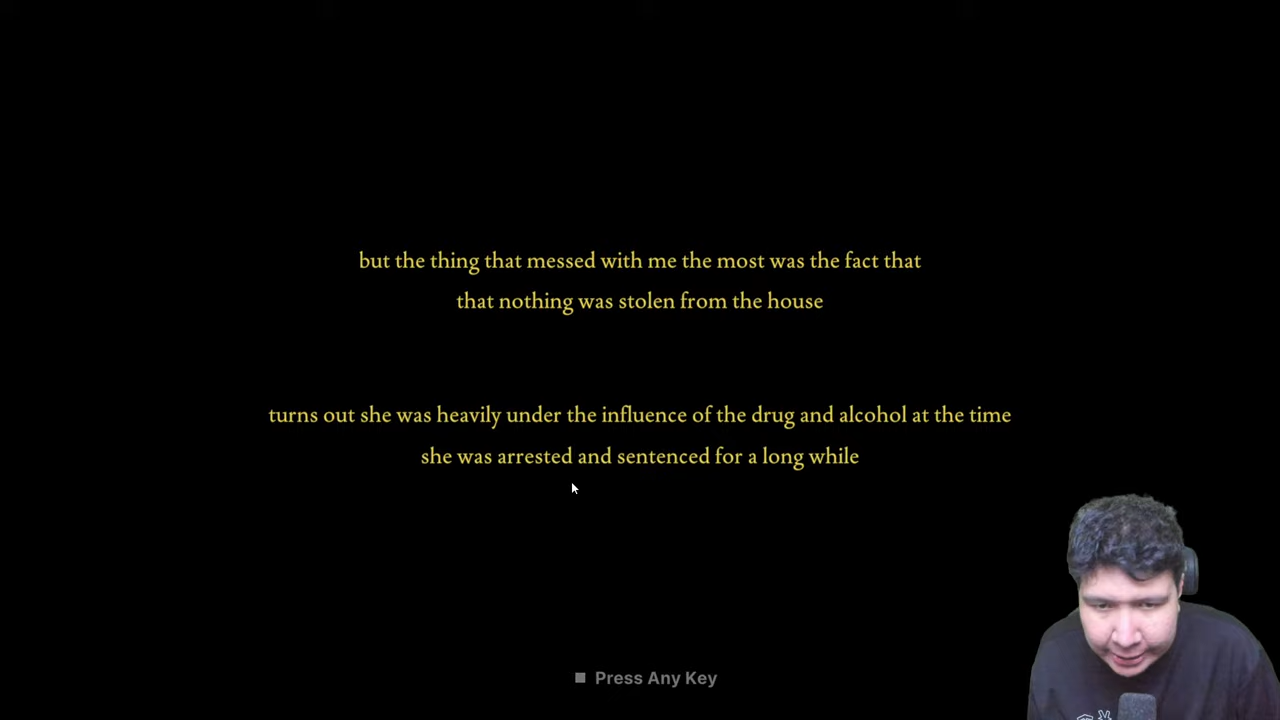 but the thing that messed with me the most was the fact that
that nothing was stolen from the house
turns out she was heavily under the influence of the drug and alcohol at the time
she was arrested and sentenced for a long while
Press Any Key